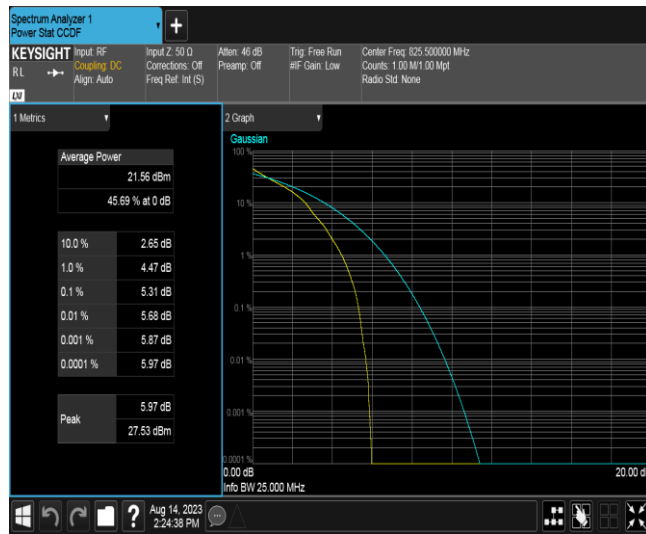 Spectrum Analyzer 1
Power Stat CCDF
+
KEYSIGHT
RL
LXI
Input: RF
Coupling: DC
Align: Auto
Input Z: 50 Ω
Corrections: Off
Freq Ref: Int (S)
Atten: 46 dB
Preamp: Off
Trig: Free Run
#IF Gain: Low
Center Freq: 825.500000 MHz
Counts: 1.00 M/1.00 Mpt
Radio Std: None
1 Metrics
Average Power
21.56 dBm
45.69 % at 0 dB
10.0 % 2.65 dB
1.0 % 4.47 dB
0.1 % 5.31 dB
0.01 % 5.68 dB
0.001 % 5.87 dB
0.0001 % 5.97 dB
Peak
5.97 dB
27.53 dBm
2 Graph
Gaussian
100 %
10 %
1 %
0.1 %
0.01 %
0.001 %
0.0001 %
0.00 dB 20.00 d
Info BW 25.000 MHz
?
Aug 14, 2023
2:24:38 PM